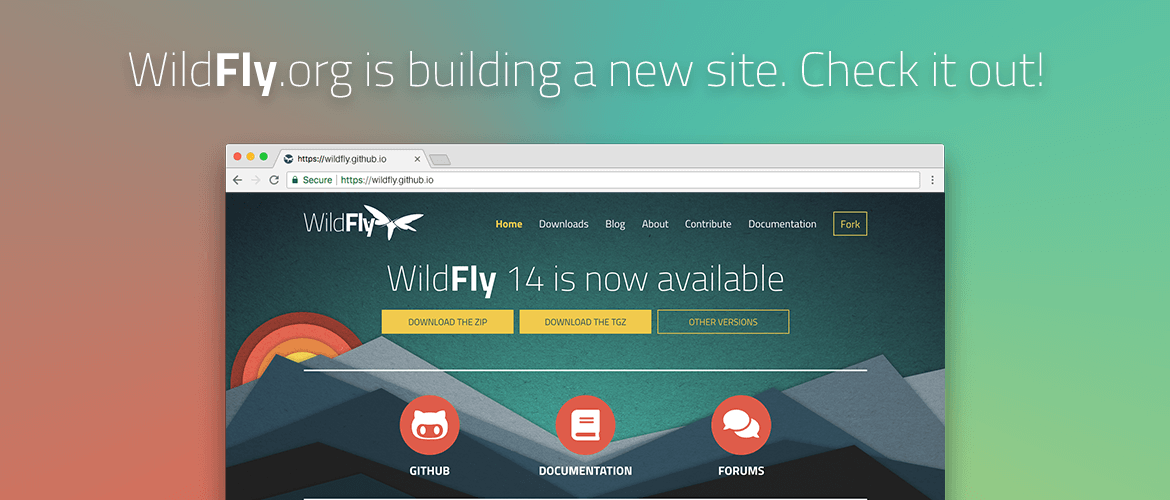 WildFly.org is building a new site. Check it out!
https://wildfly.github.io
Secure https://wildfly.github.io
WildFly Home Downloads Blog About Contribute Documentation Fork
WildFly 14 is now available
DOWNLOAD THE ZIP DOWNLOAD THE TGZ OTHER VERSIONS
GITHUB DOCUMENTATION FORUMS